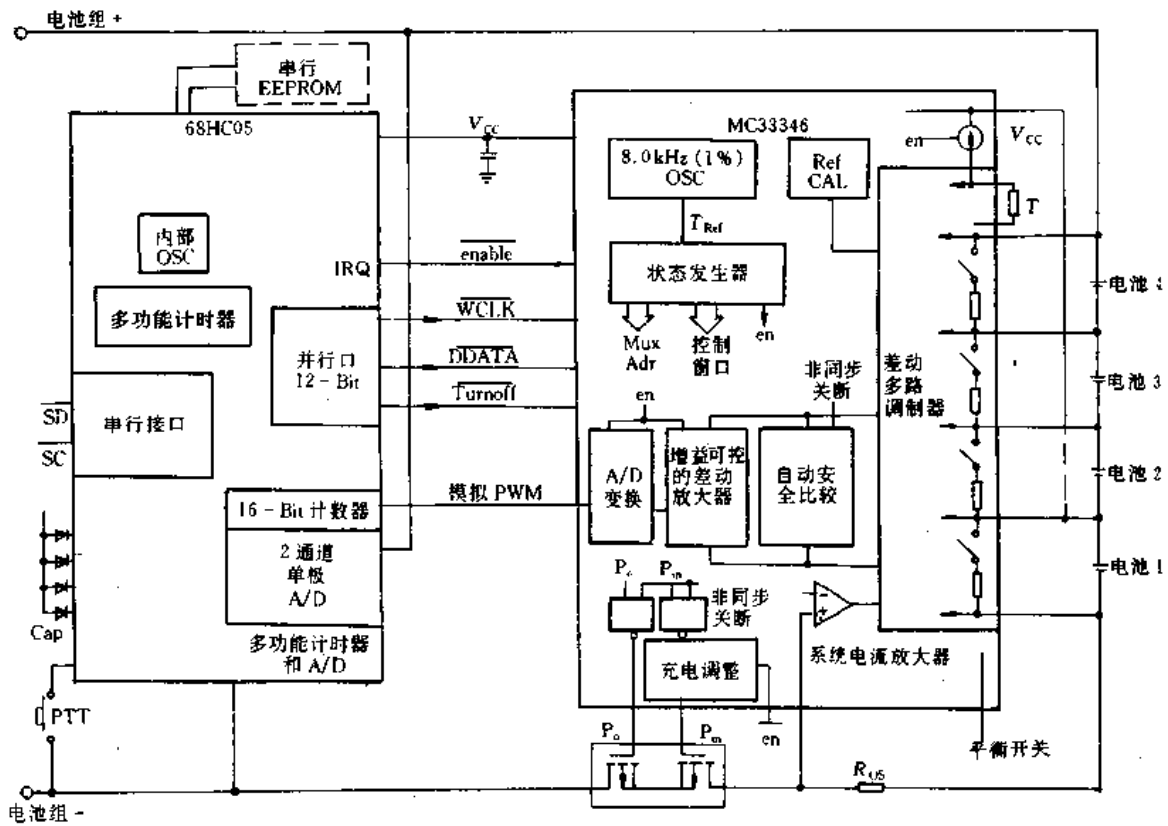 电池组 +
串行
EEPROM
68HC05
VCC
MC33346
en
VCC
8.0kHz (1%)
OSC
Ref
CAL
T
TRef
内部
OSC
IRQ
enable
状态发生器
电池 4
多功能计时器
WCLK
Mux
Adr
控制
窗口
en
并行口
12-Bit
DDATA
非同步
关断
差动
多路
调制器
电池 3
Turnoff
en
SD
串行接口
SC
A/D
变换
增益可控
的差动
放大器
自动安
全比较
电池 2
16-Bit 计数器
模拟 PWM
2 通道
单极
A/D
Po
Pm
非同步
关断
电池 1
Cap
多功能计时器
和 A/D
充电调整
系统电流放大器
PTT
Po
Pm
en
平衡开关
电池组 -